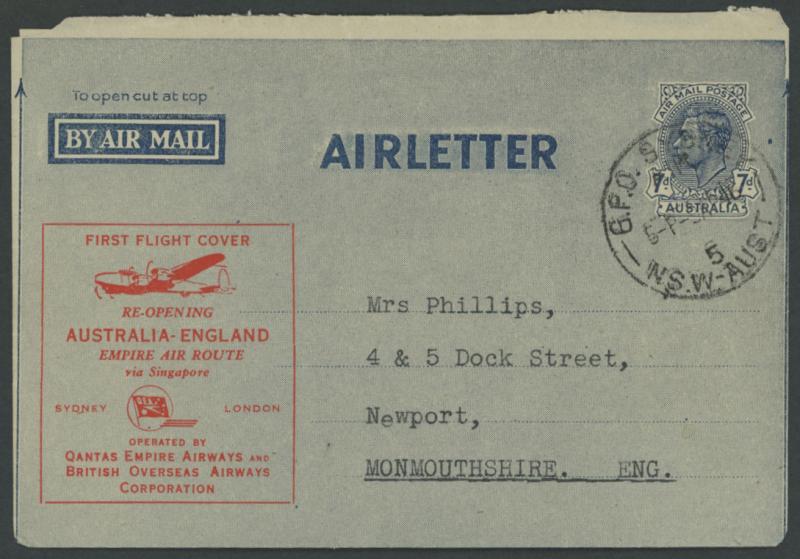 To open cut at top
BY AIR MAIL
AIRLETTER
AIR MAIL POSTAGE
7d 7d
AUSTRALIA
G.P.O. S
5
N.S.W-AUST
FIRST FLIGHT COVER
RE-OPENING
AUSTRALIA-ENGLAND
EMPIRE AIR ROUTE
via Singapore
SYDNEY LONDON
OPERATED BY
QANTAS EMPIRE AIRWAYS AND
BRITISH OVERSEAS AIRWAYS
CORPORATION
Mrs Phillips,
4 & 5 Dock Street,
Newport,
MONMOUTHSHIRE. ENG.